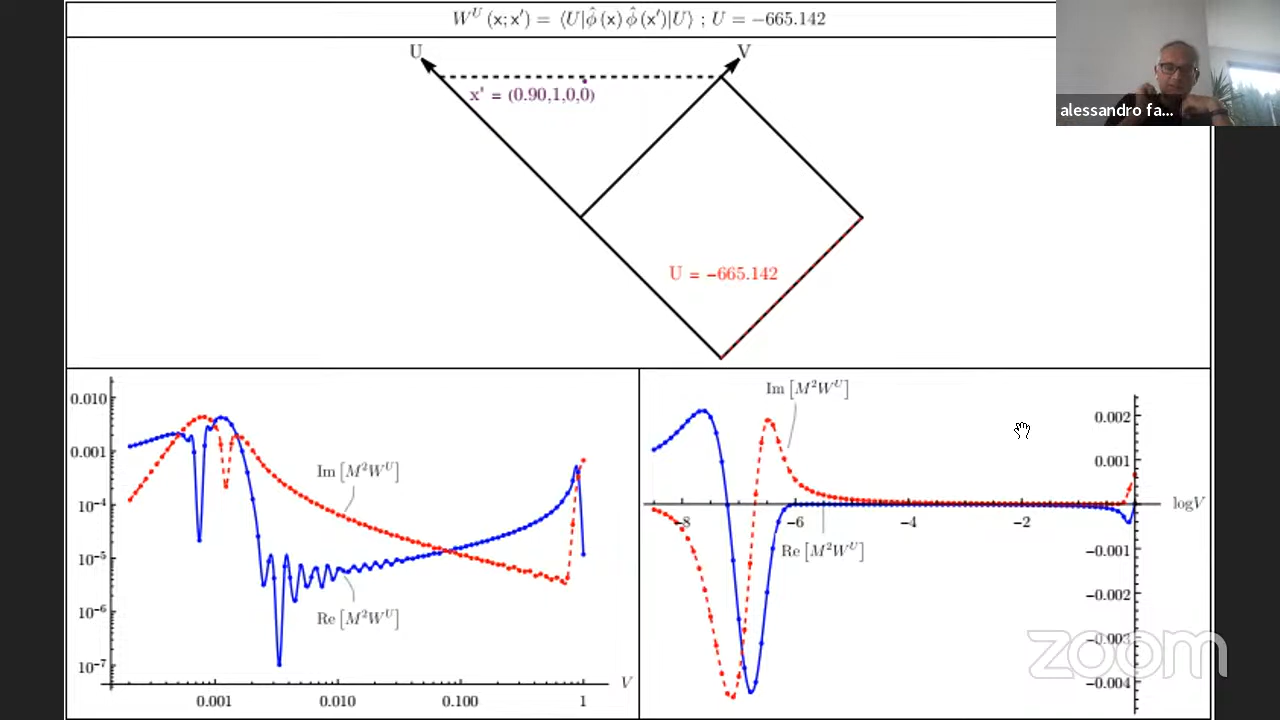 W^U (x; x′) = ⟨U|ϕ̂ (x) ϕ̂ (x′)|U⟩ ; U = −665.142
alessandro fa...
U
V
x' = (0.90,1,0,0)
U = −665.142
0.010
0.001
10^-4
10^-5
10^-6
10^-7
Im [M²W^U]
Re [M²W^U]
0.001
0.010
0.100
1
V
Im [M²W^U]
Re [M²W^U]
0.002
0.001
−0.001
−0.002
−0.003
−0.004
−8
−6
−4
−2
logV
zoom